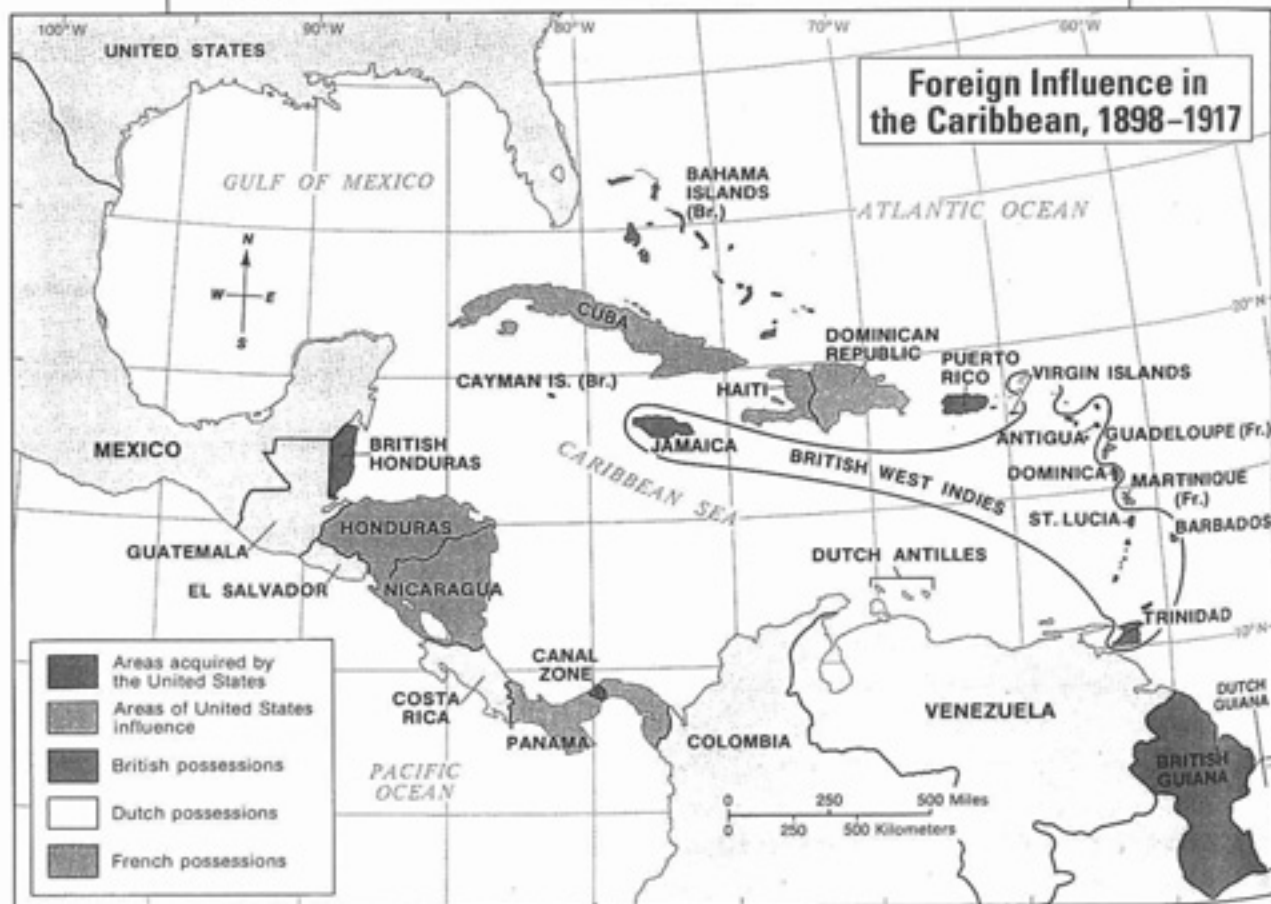 100°W
90°W
80°W
70°W
60°W
UNITED STATES
Foreign Influence in
the Caribbean, 1898–1917
GULF OF MEXICO
BAHAMA
ISLANDS
(Br.)
ATLANTIC OCEAN
N
W
E
S
20°N
CUBA
DOMINICAN
REPUBLIC
CAYMAN IS. (Br.)
HAITI
PUERTO
RICO
VIRGIN ISLANDS
MEXICO
BRITISH
HONDURAS
JAMAICA
ANTIGUA
GUADELOUPE (Fr.)
CARIBBEAN SEA
BRITISH WEST INDIES
DOMINICA
MARTINIQUE
(Fr.)
ST. LUCIA
BARBADOS
HONDURAS
GUATEMALA
EL SALVADOR
NICARAGUA
DUTCH ANTILLES
TRINIDAD
10°N
CANAL
ZONE
COSTA
RICA
PANAMA
COLOMBIA
VENEZUELA
DUTCH
GUIANA
BRITISH
GUIANA
PACIFIC
OCEAN
0 250 500 Miles
0 250 500 Kilometers
Areas acquired by
the United States
Areas of United States
influence
British possessions
Dutch possessions
French possessions